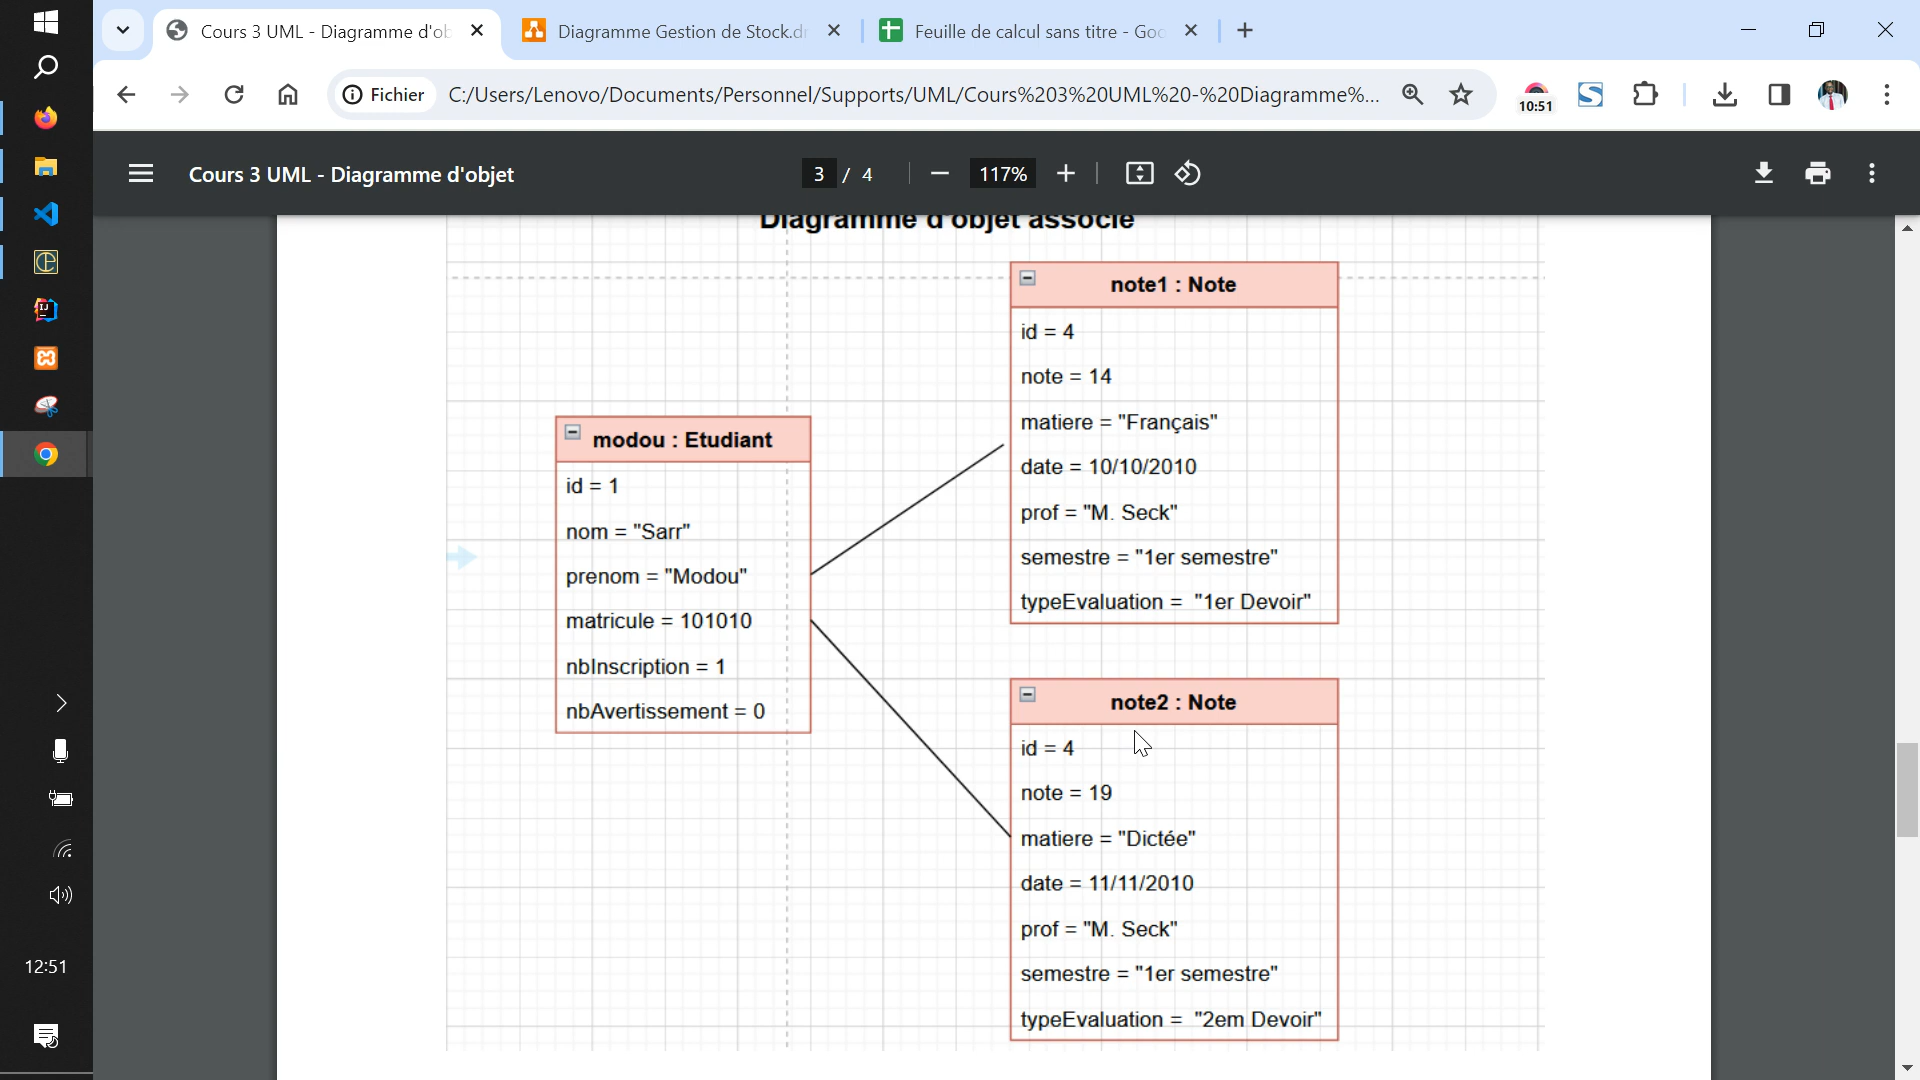 Cours 3 UML - Diagramme d'ob
Diagramme Gestion de Stock.dr
Feuille de calcul sans titre - Goo
Fichier
C:/Users/Lenovo/Documents/Personnel/Supports/UML/Cours%203%20UML%20-%20Diagramme%...
10:51
Cours 3 UML - Diagramme d'objet
3 / 4
117%
Diagramme d'objet associé
note1 : Note
id = 4
note = 14
matiere = "Français"
date = 10/10/2010
prof = "M. Seck"
semestre = "1er semestre"
typeEvaluation = "1er Devoir"
modou : Etudiant
id = 1
nom = "Sarr"
prenom = "Modou"
matricule = 101010
nbInscription = 1
nbAvertissement = 0
note2 : Note
id = 4
note = 19
matiere = "Dictée"
date = 11/11/2010
prof = "M. Seck"
semestre = "1er semestre"
typeEvaluation = "2em Devoir"
12:51